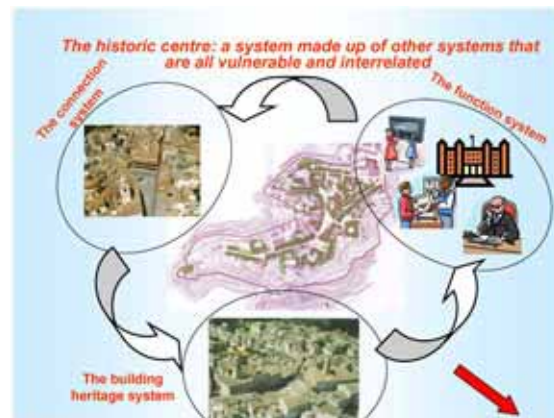 The historic centre: a system made up of other systems that
are all vulnerable and interrelated
The connection
system
The function system
The building
heritage system